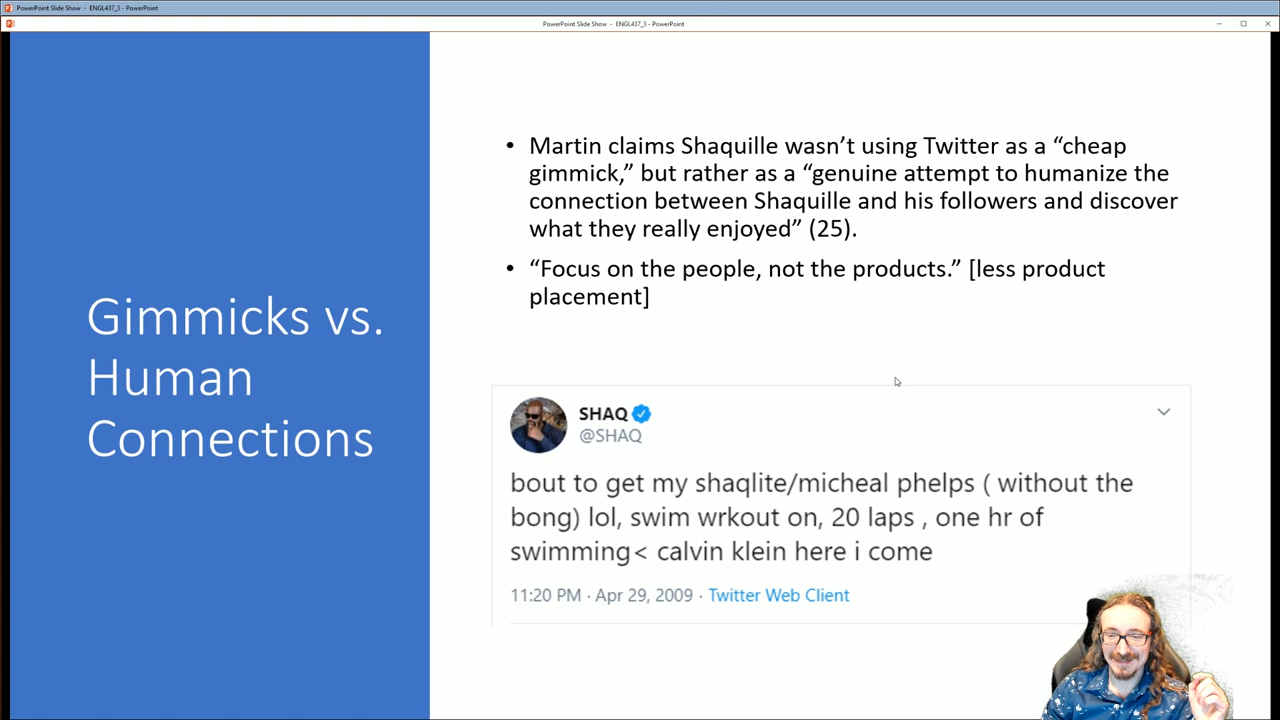 PowerPoint Slide Show - ENGL437_3 - PowerPoint
PowerPoint Slide Show - ENGL437_3 - PowerPoint
Gimmicks vs.
Human
Connections
• Martin claims Shaquille wasn’t using Twitter as a “cheap
gimmick,” but rather as a “genuine attempt to humanize the
connection between Shaquille and his followers and discover
what they really enjoyed” (25).
• “Focus on the people, not the products.” [less product
placement]
SHAQ
@SHAQ
bout to get my shaqlite/micheal phelps ( without the
bong) lol, swim wrkout on, 20 laps , one hr of
swimming< calvin klein here i come
11:20 PM · Apr 29, 2009 · Twitter Web Client